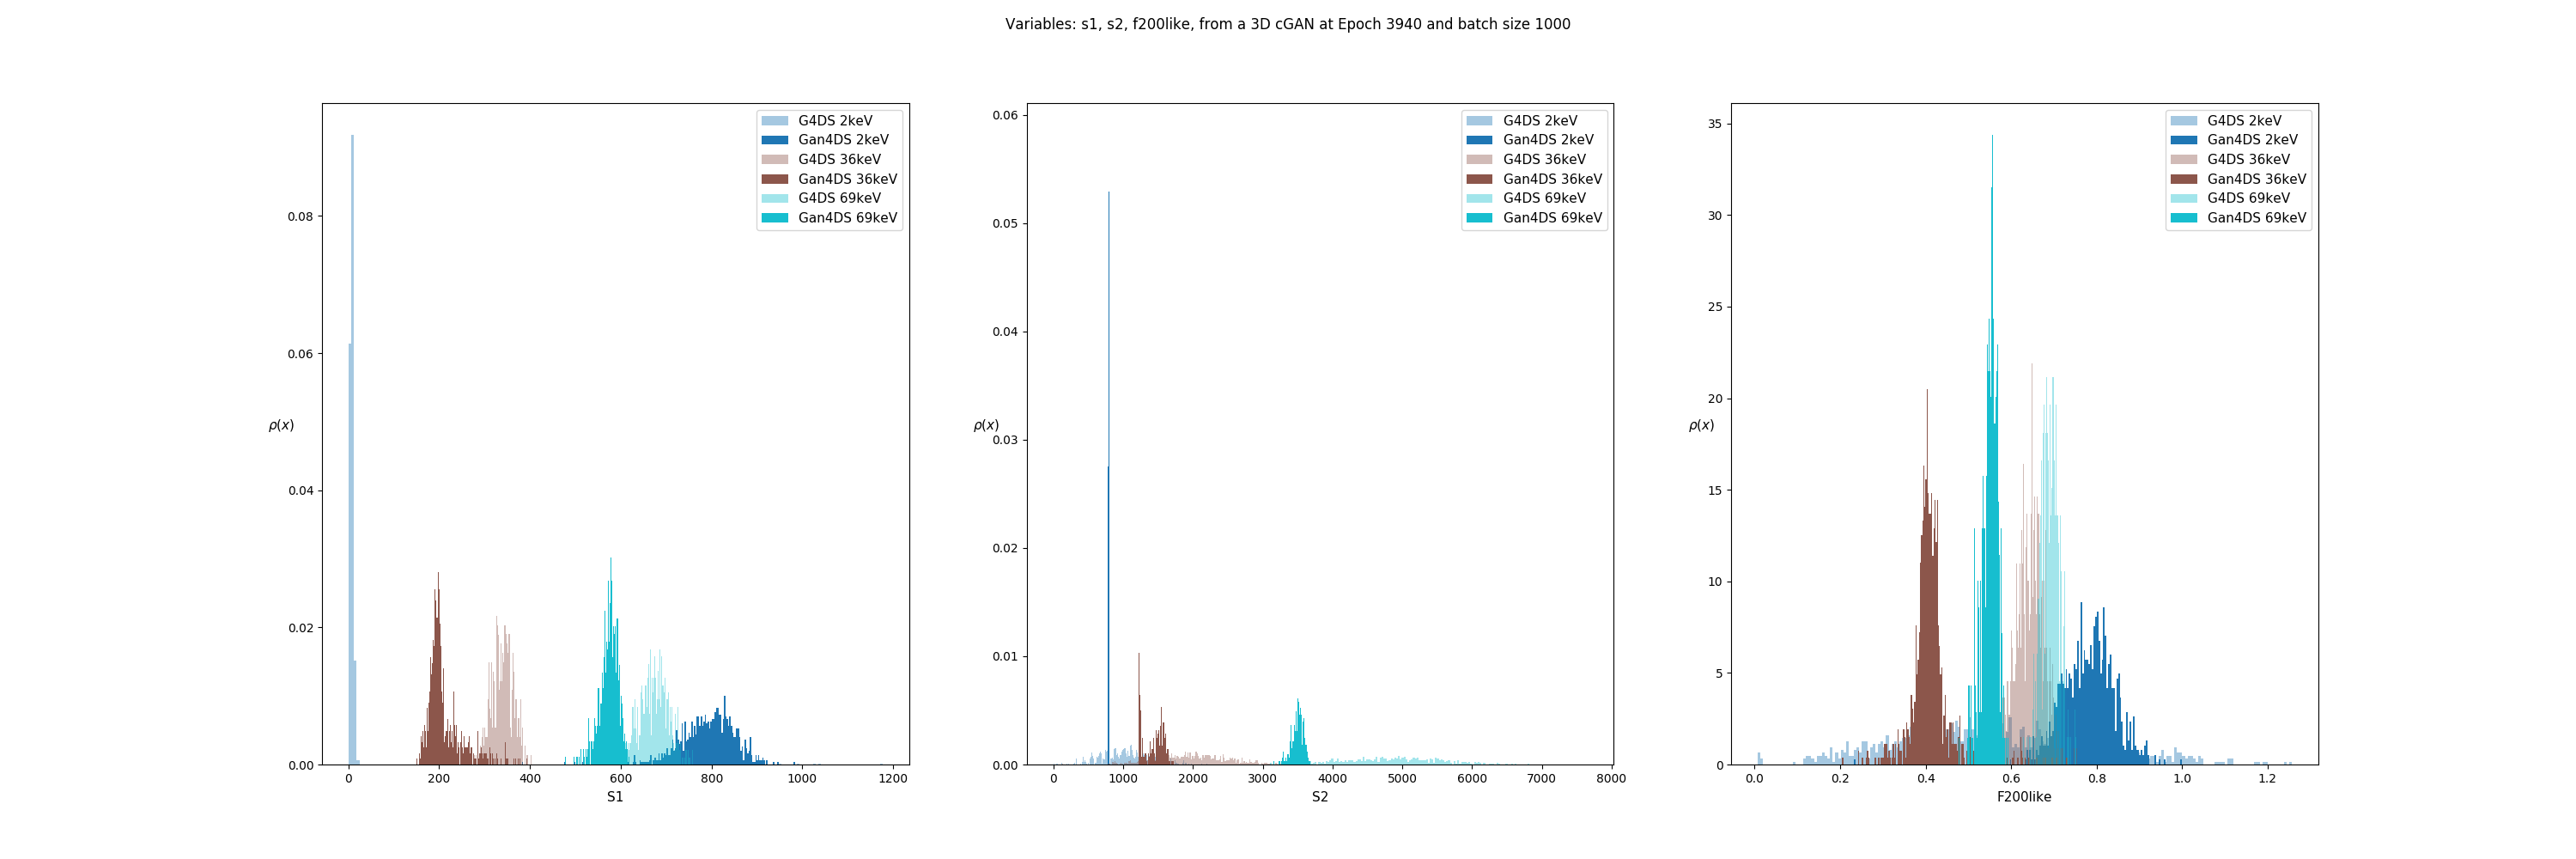 Variables: s1, s2, f200like, from a 3D cGAN at Epoch 3940 and batch size 1000
G4DS 2keV
Gan4DS 2keV
G4DS 36keV
Gan4DS 36keV
G4DS 69keV
Gan4DS 69keV
0.08
0.06
0.04
0.02
0.00
ρ(x)
0 200 400 600 800 1000 1200
S1
G4DS 2keV
Gan4DS 2keV
G4DS 36keV
Gan4DS 36keV
G4DS 69keV
Gan4DS 69keV
0.06
0.05
0.04
0.03
0.02
0.01
0.00
ρ(x)
0 1000 2000 3000 4000 5000 6000 7000 8000
S2
G4DS 2keV
Gan4DS 2keV
G4DS 36keV
Gan4DS 36keV
G4DS 69keV
Gan4DS 69keV
35
30
25
20
15
10
5
0
ρ(x)
0.0 0.2 0.4 0.6 0.8 1.0 1.2
F200like